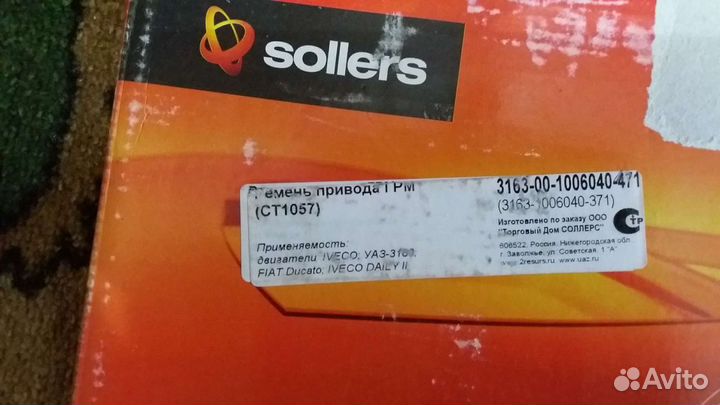 sollers
Ремень привода ГРМ
(CT1057)
Применяемость:
двигатели IVECO; УАЗ-3163;
FIAT Ducato; IVECO DAILY II
3163-00-1006040-471
(3163-1006040-371)
Изготовлено по заказу ООО
"Торговый Дом СОЛЛЕРС"
606522, Россия, Нижегородская обл.,
г. Заволжье, ул. Советская, 1 "А"
2resurs.ru www.uaz.ru
Avito